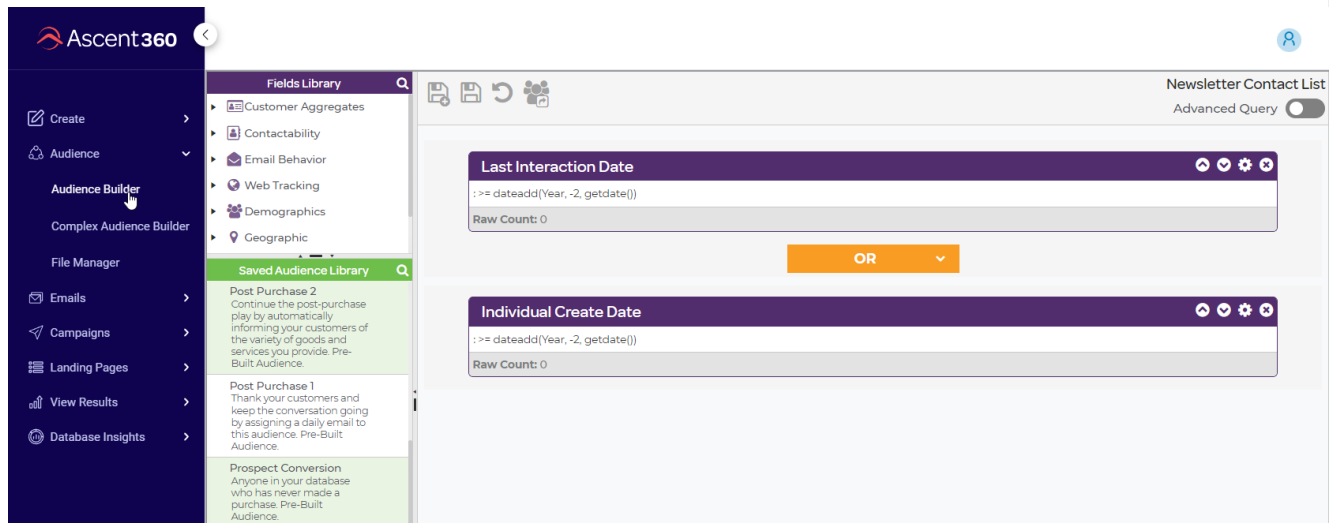 Ascent360
Create
Audience
Audience Builder
Complex Audience Builder
File Manager
Emails
Campaigns
Landing Pages
View Results
Database Insights
Fields Library
Customer Aggregates
Contactability
Email Behavior
Web Tracking
Demographics
Geographic
Saved Audience Library
Post Purchase 2
Continue the post-purchase
play by automatically
informing your customers of
the variety of goods and
services you provide. Pre-
Built Audience.
Post Purchase 1
Thank your customers and
keep the conversation going
by assigning a daily email to
this audience. Pre-Built
Audience.
Prospect Conversion
Anyone in your database
who has never made a
purchase. Pre-Built
Audience.
Newsletter Contact List
Advanced Query
Last Interaction Date
: >= dateadd(Year, -2, getdate())
Raw Count: 0
OR
Individual Create Date
: >= dateadd(Year, -2, getdate())
Raw Count: 0